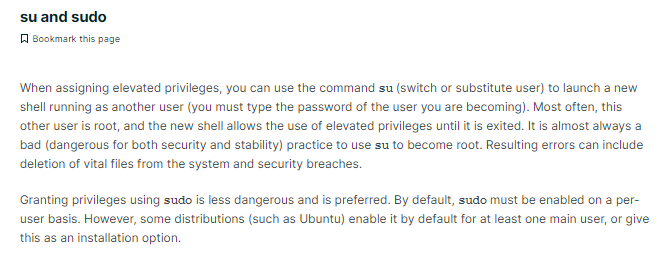 su and sudo
Bookmark this page
When assigning elevated privileges, you can use the command su (switch or substitute user) to launch a new
shell running as another user (you must type the password of the user you are becoming). Most often, this
other user is root, and the new shell allows the use of elevated privileges until it is exited. It is almost always a
bad (dangerous for both security and stability) practice to use su to become root. Resulting errors can include
deletion of vital files from the system and security breaches.
Granting privileges using sudo is less dangerous and is preferred. By default, sudo must be enabled on a per-
user basis. However, some distributions (such as Ubuntu) enable it by default for at least one main user, or give
this as an installation option.